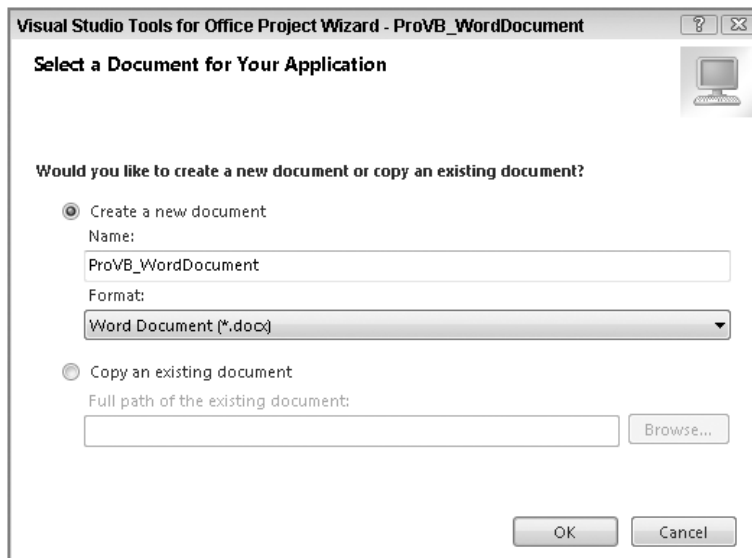 Visual Studio Tools for Office Project Wizard - ProVB_WordDocument
?
Select a Document for Your Application
Would you like to create a new document or copy an existing document?
Create a new document
Name:
ProVB_WordDocument
Format:
Word Document (*.docx)
Copy an existing document
Full path of the existing document:
Browse...
OK Cancel